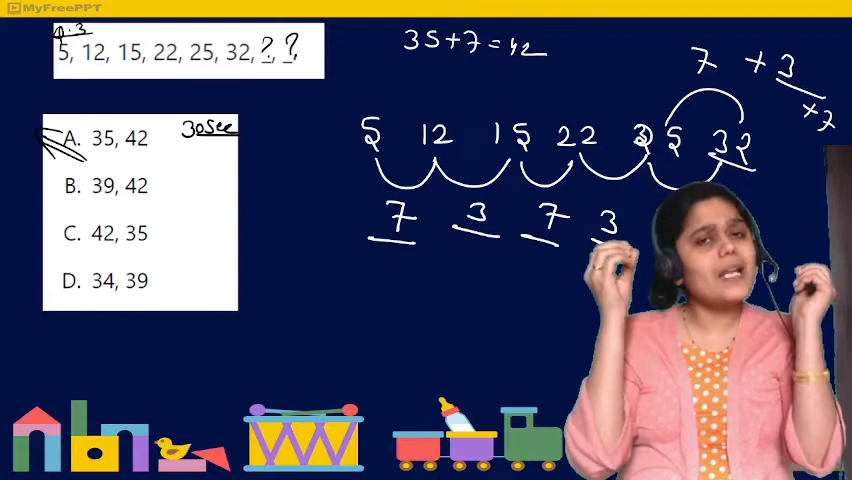 MyFreePPT
Q.3
5, 12, 15, 22, 25, 32, ? ?
30sec
A. 35, 42
B. 39, 42
C. 42, 35
D. 34, 39
35+7=42
7 +3
+7
5 12 15 22 25 32
7 3 7 3